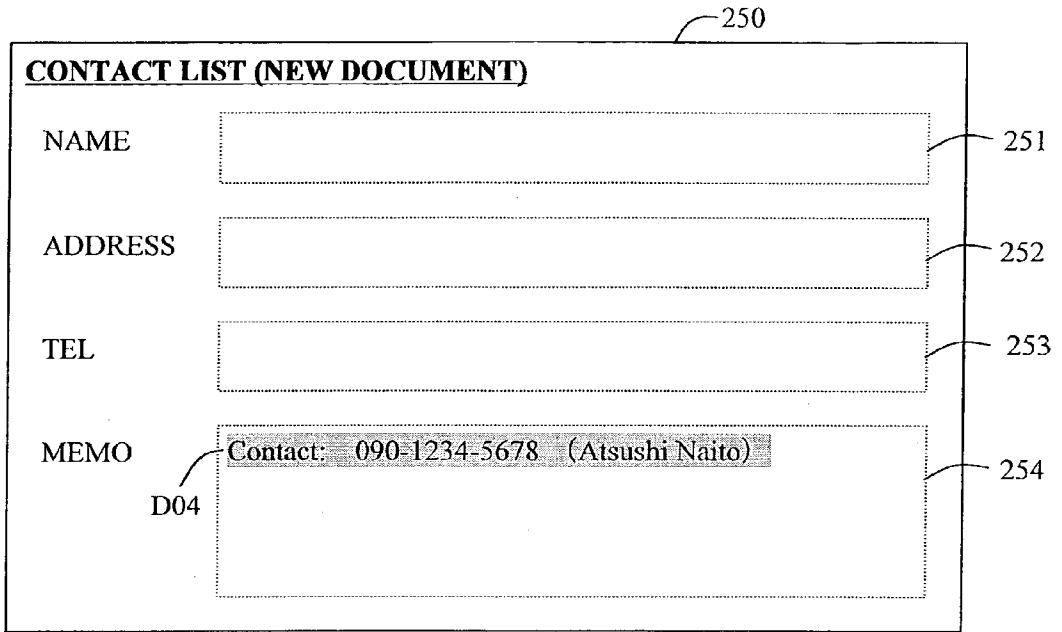 250
CONTACT LIST (NEW DOCUMENT)
NAME 251
ADDRESS 252
TEL 253
MEMO Contact: 090-1234-5678 (Atsushi Naito) 254
D04